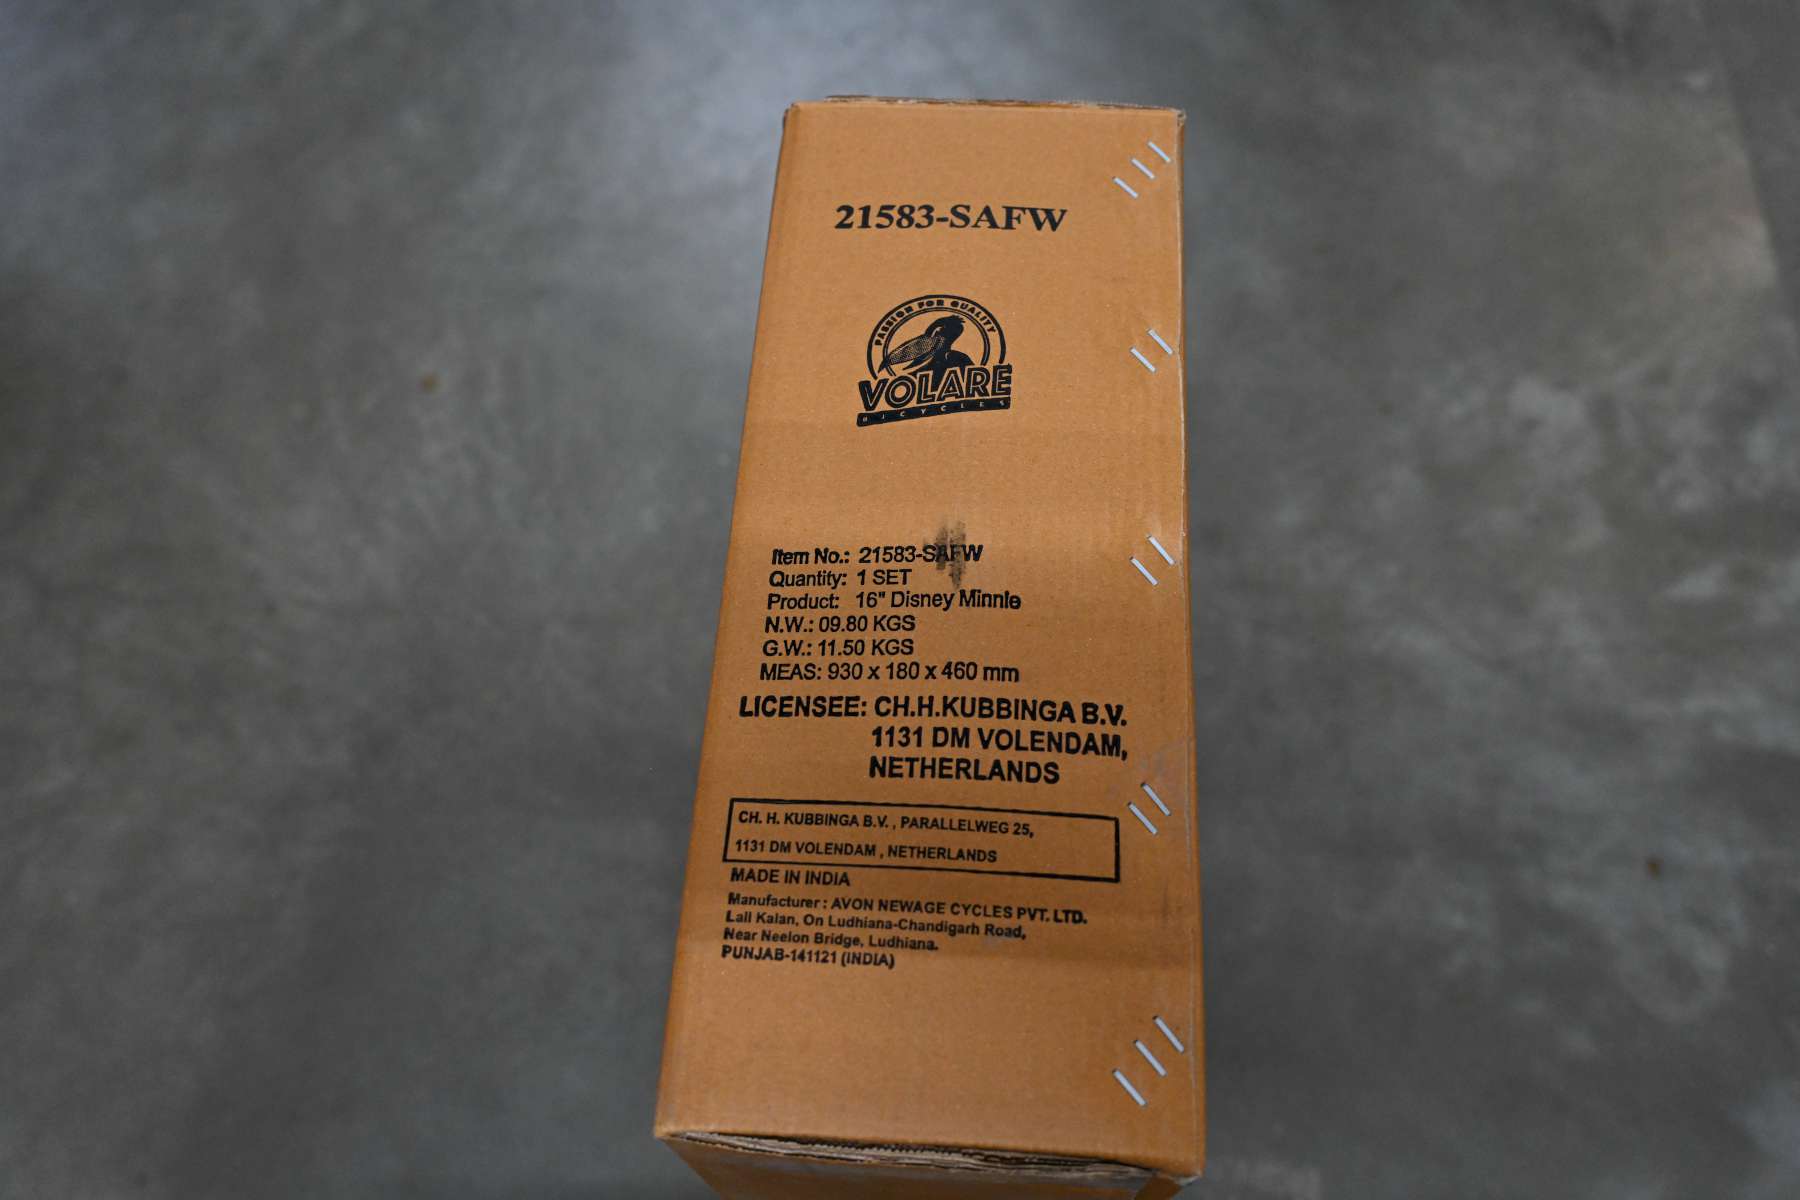 21583-SAFW
PASSION FOR QUALITY
VOLARE
BICYCLES
Item No.: 21583-SAFW
Quantity: 1 SET
Product: 16" Disney Minnie
N.W.: 09.80 KGS
G.W.: 11.50 KGS
MEAS: 930 x 180 x 460 mm
LICENSEE: CH.H.KUBBINGA B.V.
1131 DM VOLENDAM,
NETHERLANDS
CH. H. KUBBINGA B.V. , PARALLELWEG 25,
1131 DM VOLENDAM , NETHERLANDS
MADE IN INDIA
Manufacturer : AVON NEWAGE CYCLES PVT. LTD.
Lall Kalan, On Ludhiana-Chandigarh Road,
Near Neelon Bridge, Ludhiana.
PUNJAB-141121 (INDIA)